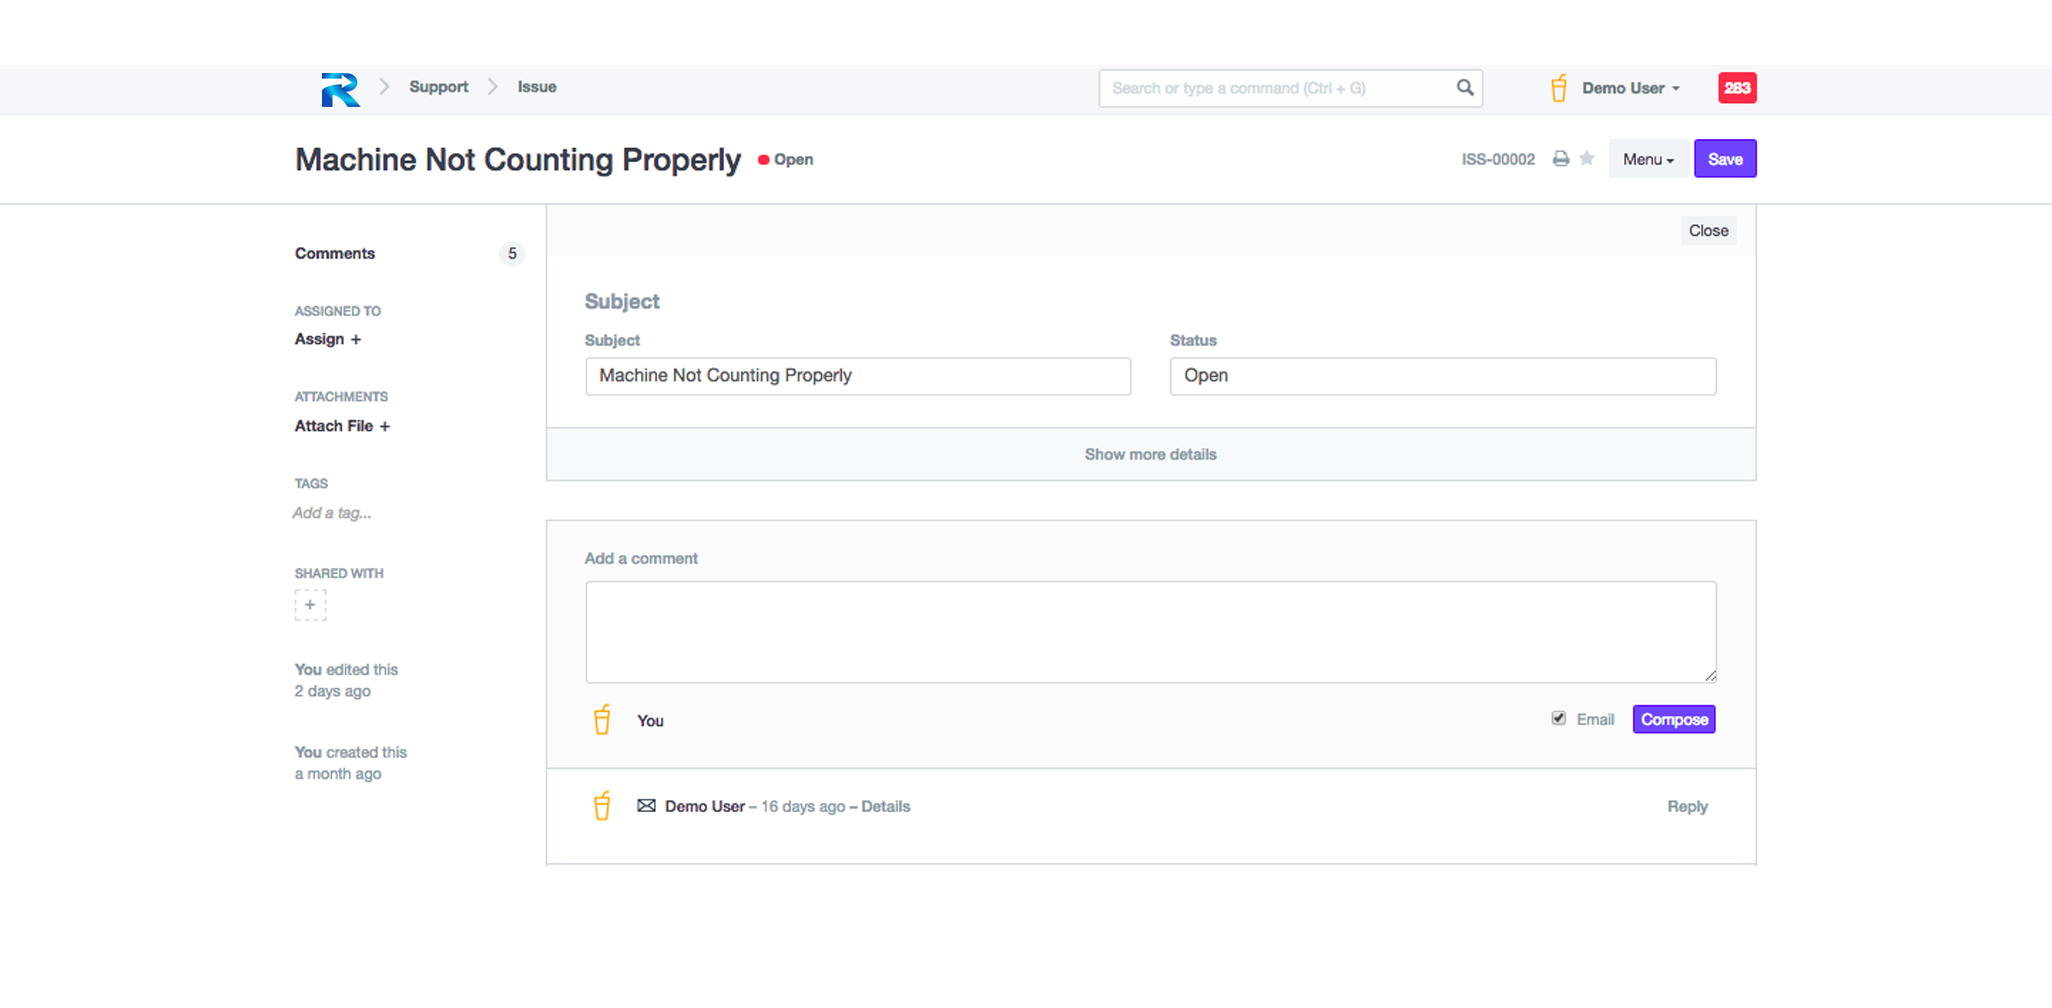 Support
Issue
Search or type a command (Ctrl + G)
Demo User
283
Machine Not Counting Properly
Open
ISS-00002
Menu
Save
Comments
5
ASSIGNED TO
Assign +
ATTACHMENTS
Attach File +
TAGS
Add a tag...
SHARED WITH
+
You edited this
2 days ago
You created this
a month ago
Close
Subject
Subject
Machine Not Counting Properly
Status
Open
Show more details
Add a comment
You
Email
Compose
Demo User – 16 days ago – Details
Reply